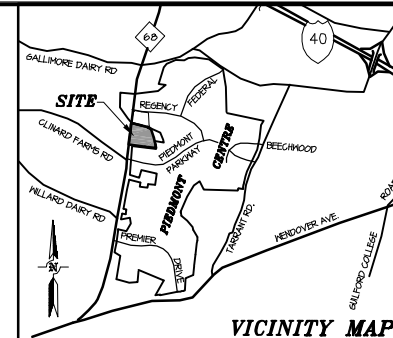 68
40
GALLIMORE DAIRY RD
SITE
REGENCY
FEDERAL
CLINARD FARMS RD
PIEDMONT
PARKWAY
CENTRE
BEECHWOOD
WILLARD DAIRY RD
PIEDMONT
TARRANT RD.
WENDOVER AVE.
PREMIER
DRIVE
N
GUILFORD COLLEGE
ROAD
VICINITY MAP